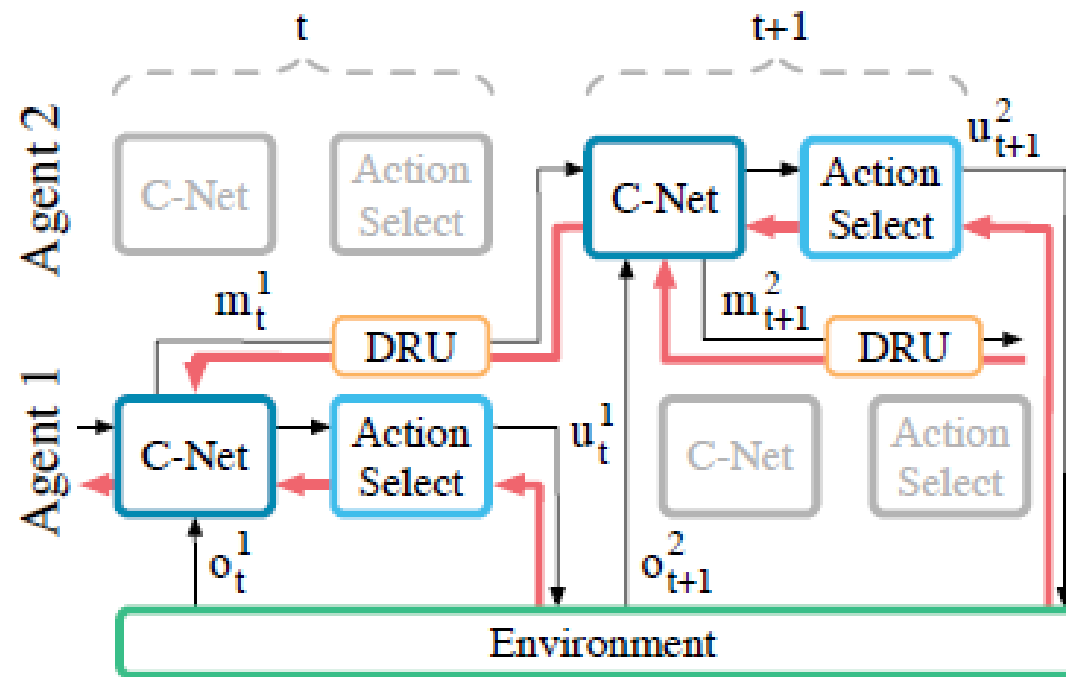 t
t+1
Agent 2
C-Net
Action
Select
C-Net
Action
Select
u²ₜ₊₁
m¹ₜ
DRU
m²ₜ₊₁
DRU
Agent 1
C-Net
Action
Select
u¹ₜ
C-Net
Action
Select
o¹ₜ
o²ₜ₊₁
Environment